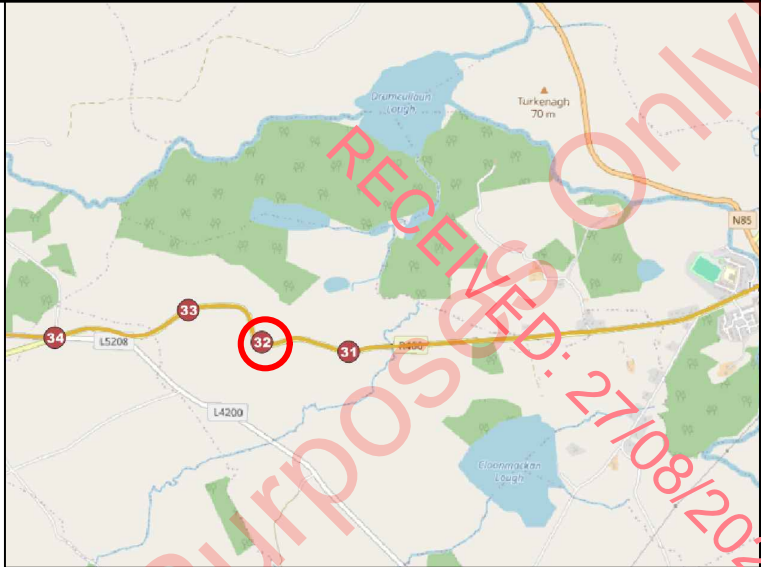 Drumcullaun
Lough
Turkenagh
70 m
N85
33
34
L5208
32
31
L4200
Cloonmackan
Lough
RECEIVED: 27/08/202
Purposes Only